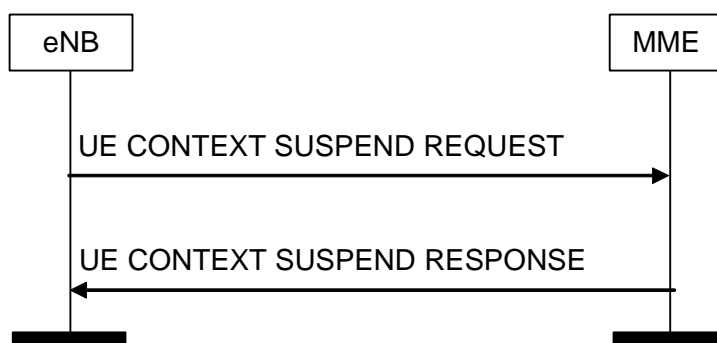 eNB
MME
UE CONTEXT SUSPEND REQUEST
UE CONTEXT SUSPEND RESPONSE